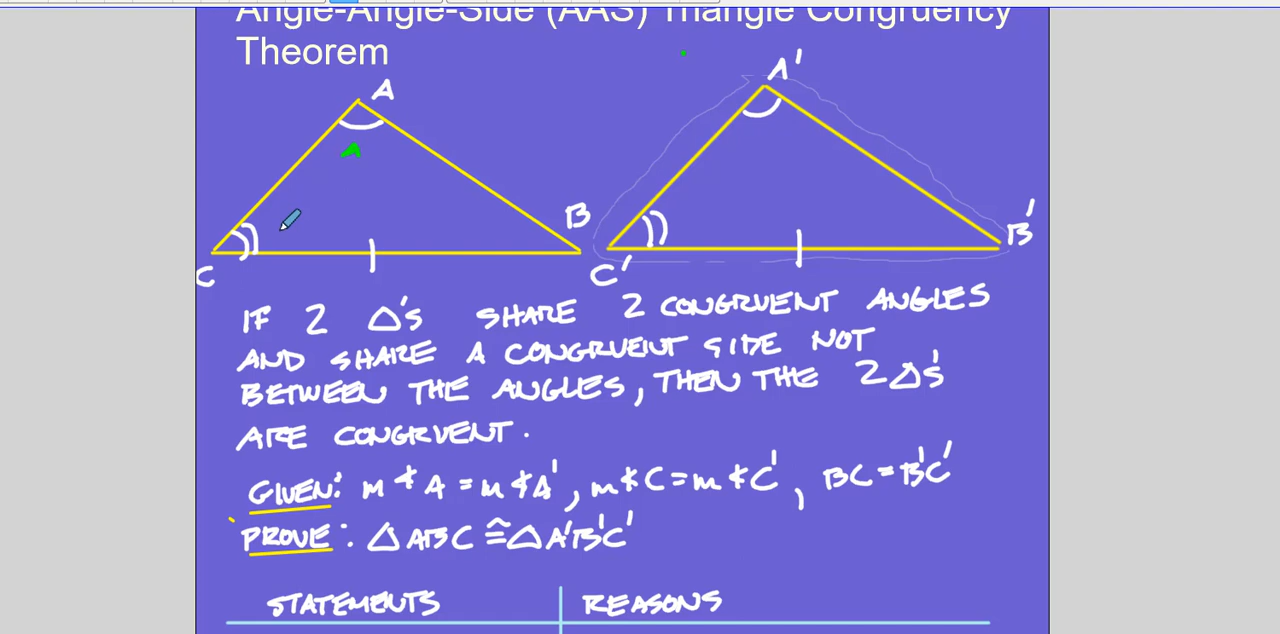 Angle-Angle-Side (AAS) Triangle Congruency
Theorem
A
A'
B
B'
C
C'
IF 2 △'S SHARE 2 CONGRUENT ANGLES
AND SHARE A CONGRUENT SIDE NOT
BETWEEN THE ANGLES, THEN THE 2 △'S
ARE CONGRUENT.
GIVEN: m∢A = m∢A', m∢C = m∢C', BC = B'C'
PROVE: △ABC ≅ △A'B'C'
STATEMENTS REASONS